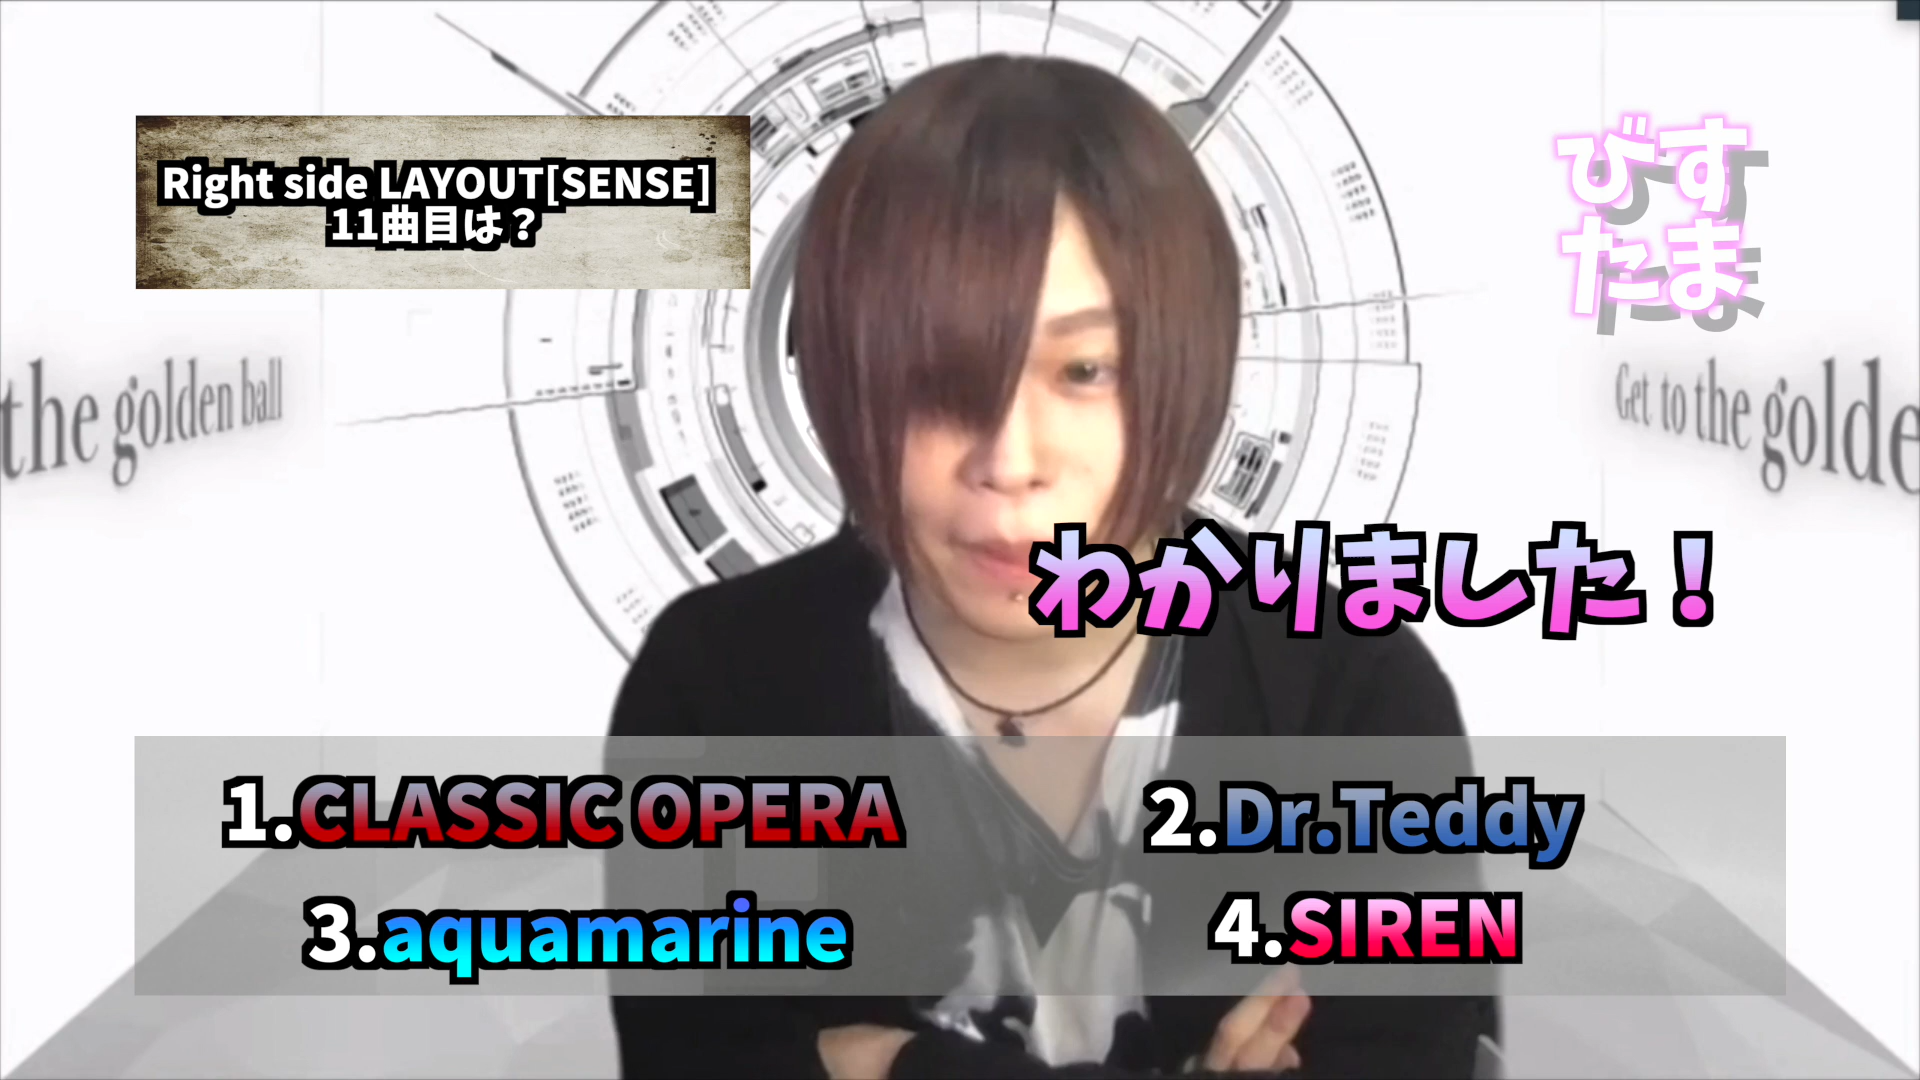 Right side LAYOUT[SENSE]
11曲目は？
びす
たま
the golden ball
Get to the golde
わかりました！
1.CLASSIC OPERA
2.Dr.Teddy
3.aquamarine
4.SIREN